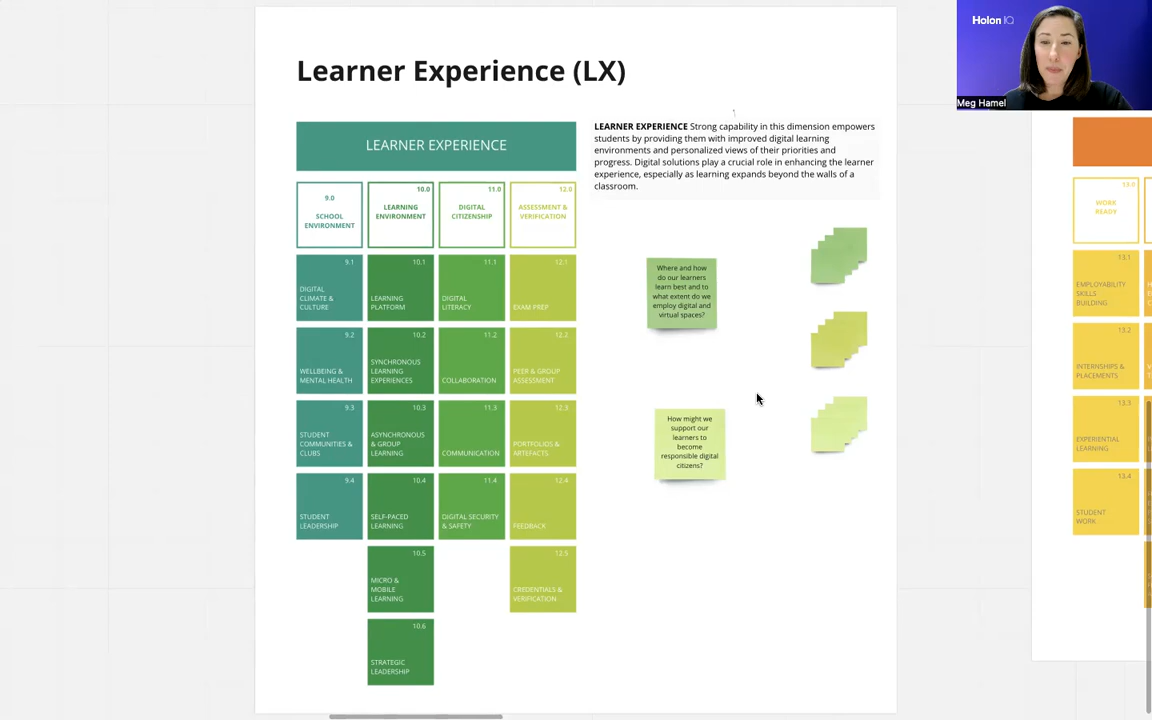 Holon IQ
Meg Hamel
Learner Experience (LX)
LEARNER EXPERIENCE
LEARNER EXPERIENCE Strong capability in this dimension empowers
students by providing them with improved digital learning
environments and personalized views of their priorities and
progress. Digital solutions play a crucial role in enhancing the learner
experience, especially as learning expands beyond the walls of a
classroom.
9.0
SCHOOL
ENVIRONMENT
10.0
LEARNING
ENVIRONMENT
11.0
DIGITAL
CITIZENSHIP
12.0
ASSESSMENT &
VERIFICATION
9.1
DIGITAL
CLIMATE &
CULTURE
10.1
LEARNING
PLATFORM
11.1
DIGITAL
LITERACY
12.1
EXAM PREP
9.2
WELLBEING &
MENTAL HEALTH
10.2
SYNCHRONOUS
LEARNING
EXPERIENCES
11.2
COLLABORATION
12.2
PEER & GROUP
ASSESSMENT
9.3
STUDENT
COMMUNITIES &
CLUBS
10.3
ASYNCHRONOUS
& GROUP
LEARNING
11.3
COMMUNICATION
12.3
PORTFOLIOS &
ARTEFACTS
9.4
STUDENT
LEADERSHIP
10.4
SELF-PACED
LEARNING
11.4
DIGITAL SECURITY
& SAFETY
12.4
FEEDBACK
10.5
MICRO &
MOBILE
LEARNING
12.5
CREDENTIALS &
VERIFICATION
10.6
STRATEGIC
LEADERSHIP
Where and how
do our learners
learn best and to
what extent do we
employ digital and
virtual spaces?
How might we
support our
learners to
become
responsible digital
citizens?
13.0
WORK
READY
13.1
EMPLOYABILITY
SKILLS
BUILDING
13.2
INTERNSHIPS &
PLACEMENTS
13.3
EXPERIENTIAL
LEARNING
13.4
STUDENT
WORK